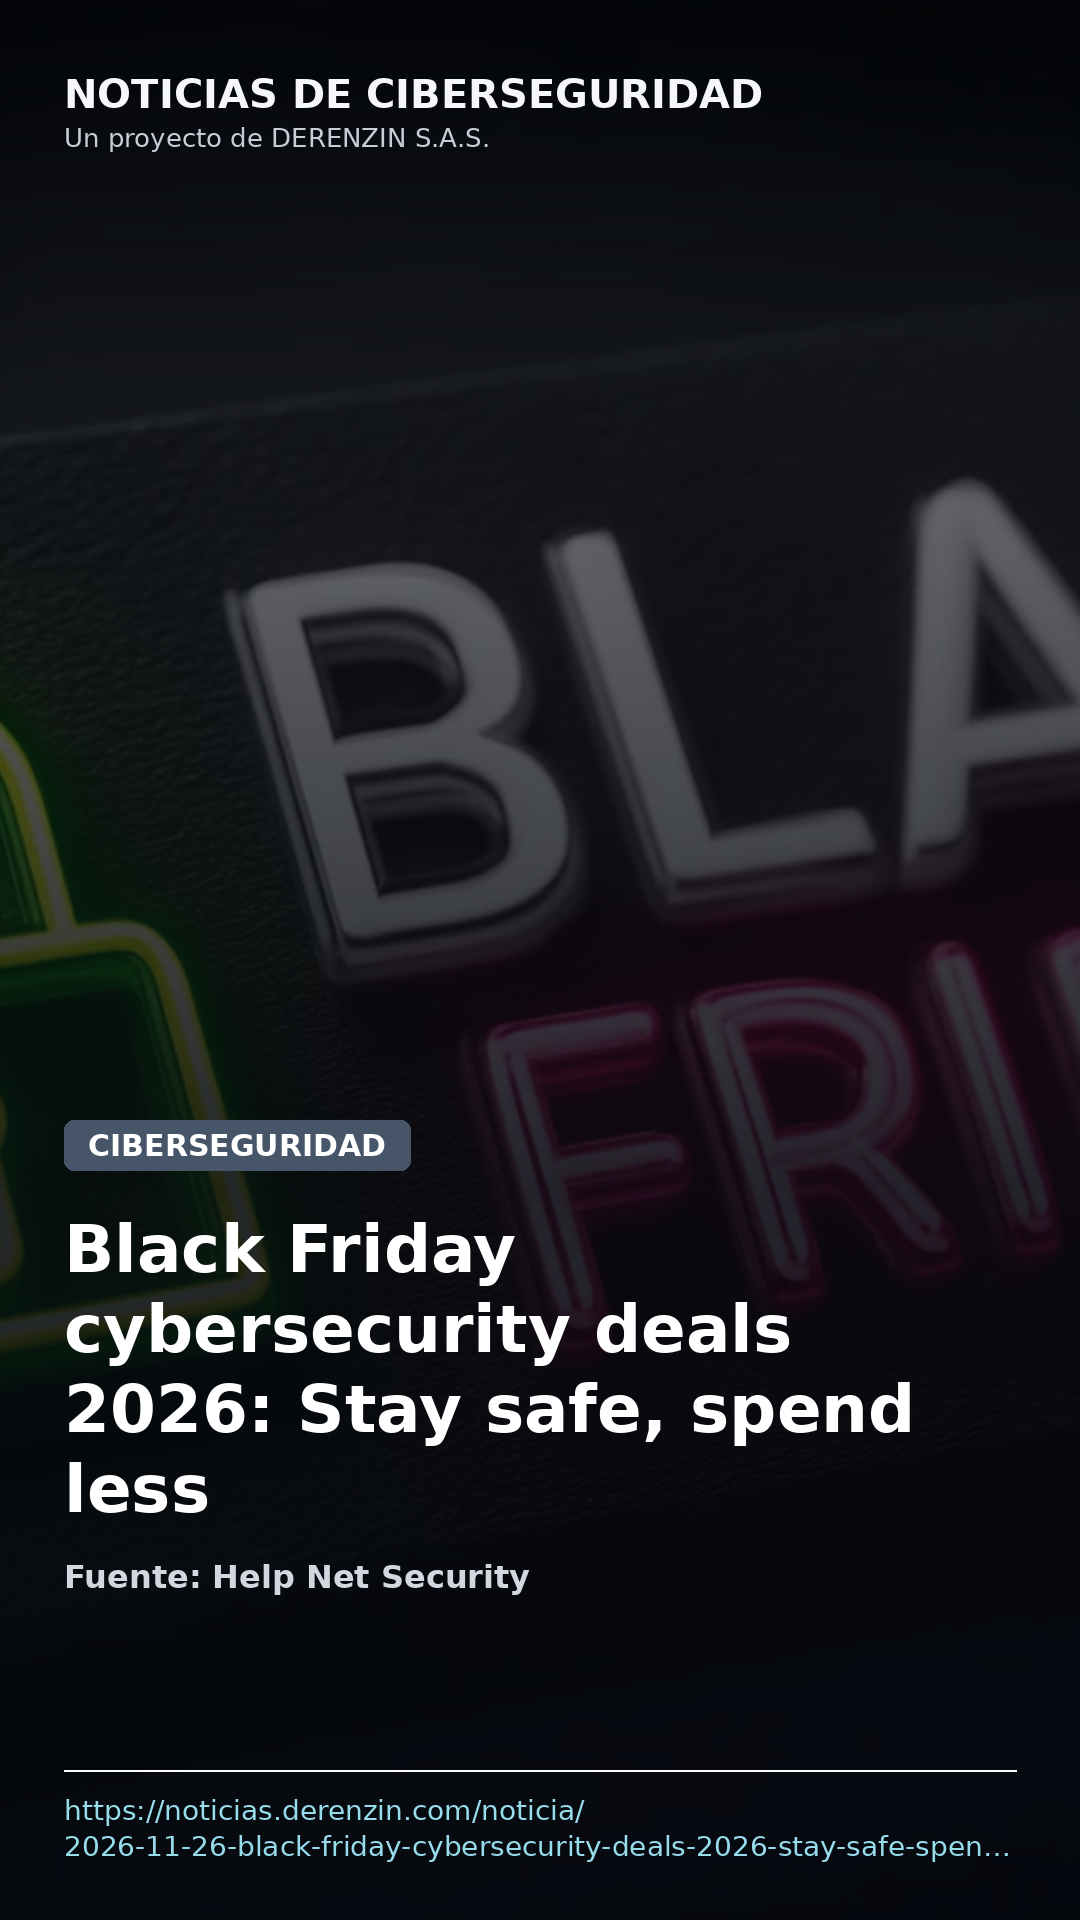 NOTICIAS DE CIBERSEGURIDAD
Un proyecto de DERENZIN S.A.S.
BLA
FRI
CIBERSEGURIDAD
Black Friday
cybersecurity deals
2026: Stay safe, spend
less
Fuente: Help Net Security
https://noticias.derenzin.com/noticia/
2026-11-26-black-friday-cybersecurity-deals-2026-stay-safe-spen...